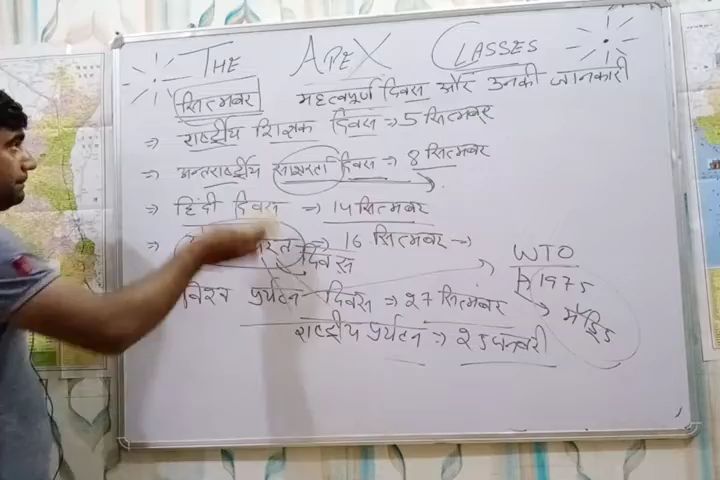 THE APEX CLASSES
सितम्बर महत्वपूर्ण दिवस और उनकी जानकारी
=> राष्ट्रीय शिक्षक दिवस => 5 सितम्बर
=> अन्तराष्ट्रीय साक्षरता दिवस => 8 सितम्बर
=> हिंदी दिवस => 14 सितम्बर
=> => 16 सितम्बर ->
दिवस
WTO
1975
मैड्रिड
विश्व पर्यटन दिवस => 27 सितम्बर
राष्ट्रीय पर्यटन => 25 जनवरी